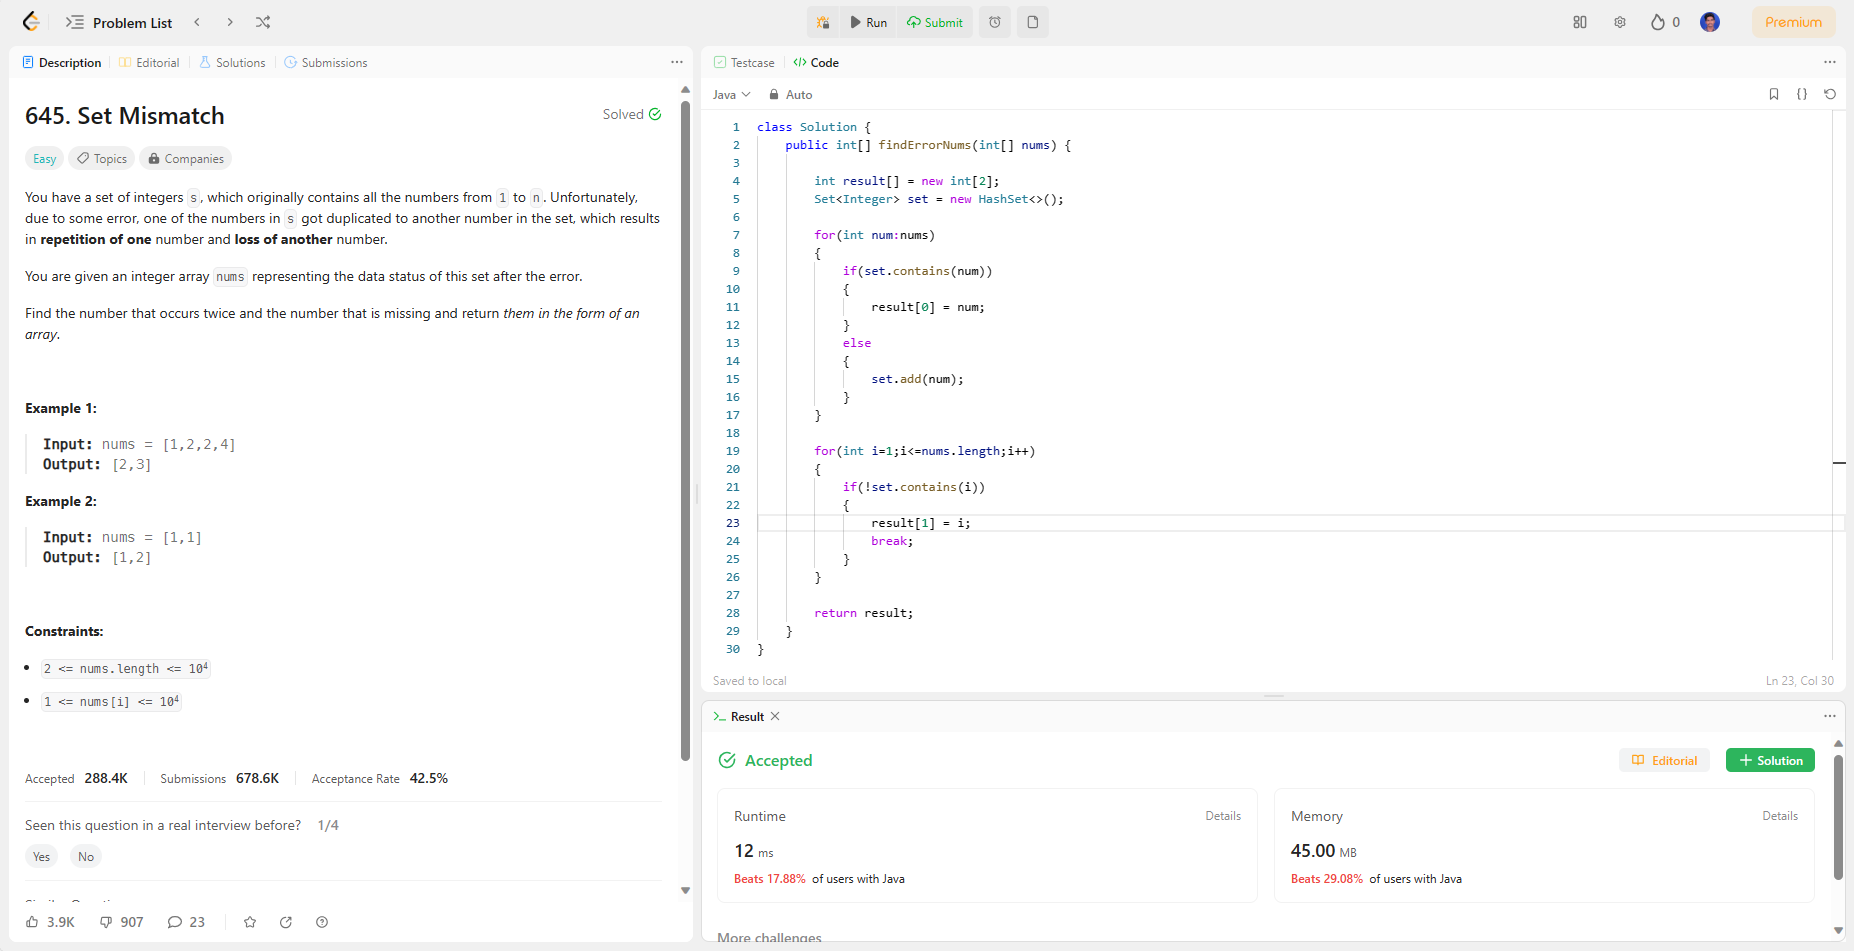 Problem List
Run
Submit
0
Premium
Description
Editorial
Solutions
Submissions
645. Set Mismatch
Solved
Easy
Topics
Companies
You have a set of integers s, which originally contains all the numbers from 1 to n. Unfortunately,
due to some error, one of the numbers in s got duplicated to another number in the set, which results
in repetition of one number and loss of another number.
You are given an integer array nums representing the data status of this set after the error.
Find the number that occurs twice and the number that is missing and return them in the form of an
array.
Example 1:
Input: nums = [1,2,2,4]
Output: [2,3]
Example 2:
Input: nums = [1,1]
Output: [1,2]
Constraints:
2 <= nums.length <= 10⁴
1 <= nums[i] <= 10⁴
Accepted 288.4K
Submissions 678.6K
Acceptance Rate 42.5%
Seen this question in a real interview before? 1/4
Yes
No
3.9K
907
23
Testcase
</> Code
Java
Auto
1 class Solution {
2 public int[] findErrorNums(int[] nums) {
3
4 int result[] = new int[2];
5 Set<Integer> set = new HashSet<>();
6
7 for(int num:nums)
8 {
9 if(set.contains(num))
10 {
11 result[0] = num;
12 }
13 else
14 {
15 set.add(num);
16 }
17 }
18
19 for(int i=1;i<=nums.length;i++)
20 {
21 if(!set.contains(i))
22 {
23 result[1] = i;
24 break;
25 }
26 }
27
28 return result;
29 }
30 }
Saved to local
Ln 23, Col 30
Result
Accepted
Editorial
Solution
Runtime
Details
12 ms
Beats 17.88% of users with Java
Memory
Details
45.00 MB
Beats 29.08% of users with Java
More challenges